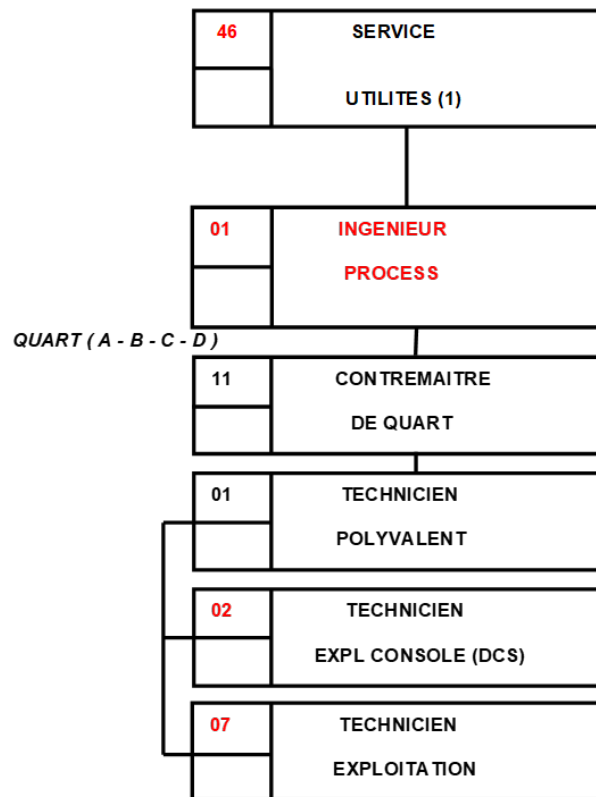 46 SERVICE
UTILITES (1)
01 INGENIEUR
PROCESS
QUART ( A - B - C - D )
11 CONTREMAITRE
DE QUART
01 TECHNICIEN
POLYVALENT
02 TECHNICIEN
EXPL CONSOLE (DCS)
07 TECHNICIEN
EXPLOITATION